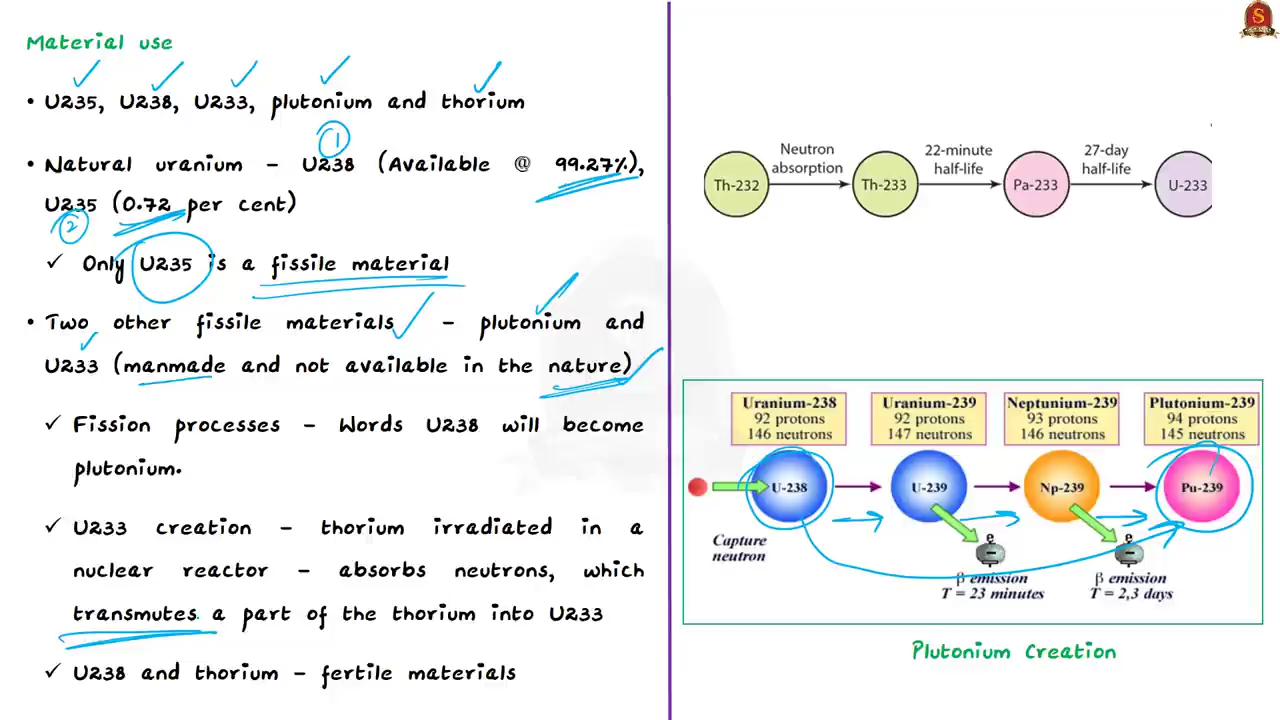 Material use
• U235, U238, U233, plutonium and thorium
1
• Natural uranium – U238 (Available @ 99.27%),
U235 (0.72 per cent)
2
✓ Only U235 is a fissile material
• Two other fissile materials – plutonium and
U233 (manmade and not available in the nature)
✓ Fission processes – Words U238 will become
plutonium.
✓ U233 creation – thorium irradiated in a
nuclear reactor – absorbs neutrons, which
transmutes a part of the thorium into U233
✓ U238 and thorium – fertile materials
S
Neutron
absorption
22-minute
half-life
27-day
half-life
Th-232
Th-233
Pa-233
U-233
Uranium-238
92 protons
146 neutrons
Uranium-239
92 protons
147 neutrons
Neptunium-239
93 protons
146 neutrons
Plutonium-239
94 protons
145 neutrons
U-238
U-239
Np-239
Pu-239
Capture
neutron
e
–
β emission
T = 23 minutes
e
–
β emission
T = 2,3 days
Plutonium Creation